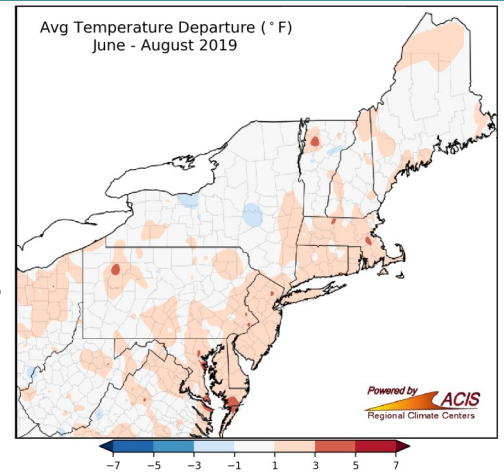 Avg Temperature Departure (°F)
June - August 2019
Powered by
ACIS
Regional Climate Centers
−7 −5 −3 −1 1 3 5 7